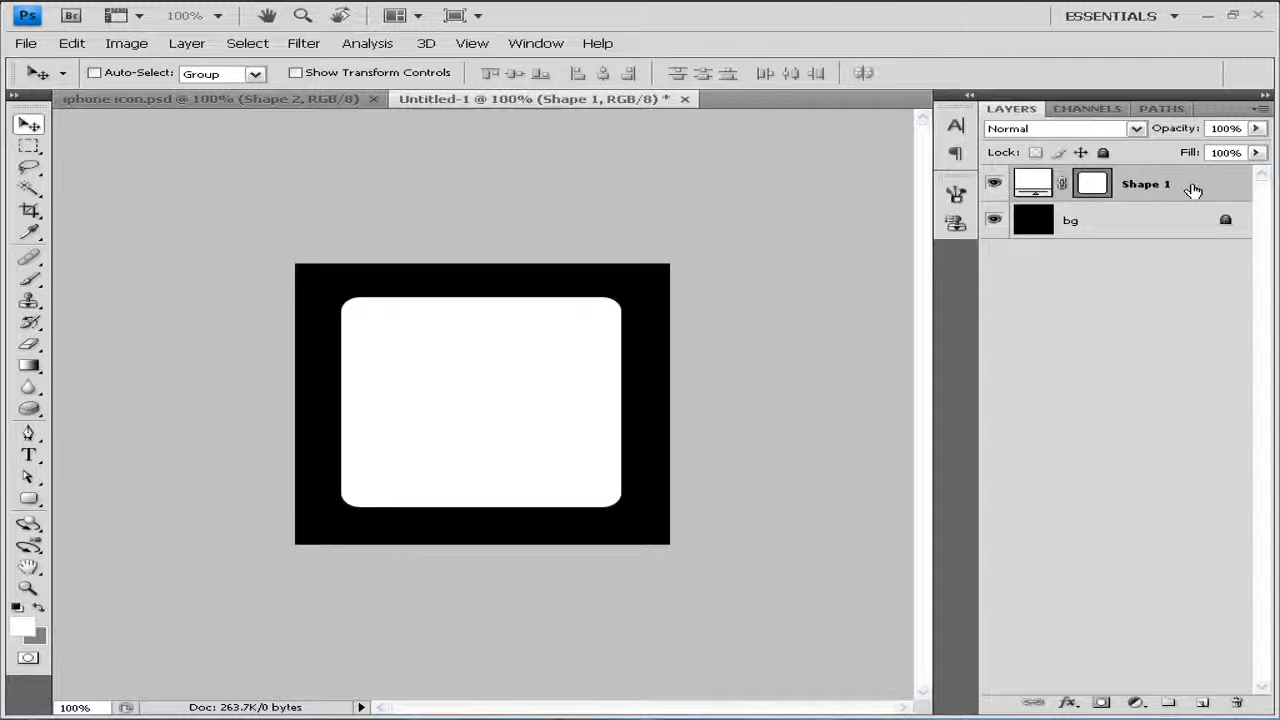 Ps Br 100% ESSENTIALS
File Edit Image Layer Select Filter Analysis 3D View Window Help
Auto-Select: Group Show Transform Controls
iphone icon.psd @ 100% (Shape 2, RGB/8) Untitled-1 @ 100% (Shape 1, RGB/8) *
LAYERS CHANNELS PATHS
Normal Opacity: 100%
Lock: Fill: 100%
Shape 1
bg
100% Doc: 263.7K/0 bytes